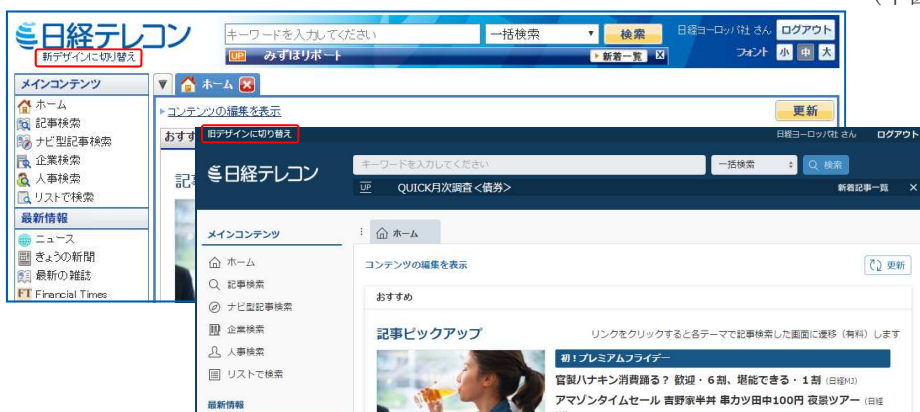 日経テレコン
新デザインに切り替え
キーワードを入力してください
一括検索
検索
日経ヨーロッパ社 さん
ログアウト
UP
みずほリポート
新着一覧
フォント
小
中
大
メインコンテンツ
ホーム
記事検索
ナビ型記事検索
企業検索
人事検索
リストで検索
最新情報
ニュース
きょうの新聞
最新の雑誌
FT Financial Times
ホーム
コンテンツの編集を表示
更新
おすす
旧デザインに切り替え
日経ヨーロッパ社 さん
ログアウト
日経テレコン
キーワードを入力してください
一括検索
検索
UP
QUICK月次調査<債券>
新着記事一覧
メインコンテンツ
ホーム
記事検索
ナビ型記事検索
企業検索
人事検索
リストで検索
最新情報
ホーム
コンテンツの編集を表示
更新
おすすめ
記事ピックアップ
リンクをクリックすると各テーマで記事検索した画面に遷移（有料）します
初！プレミアムフライデー
官製ハナキン消費踊る？ 歓迎・６割、堪能できる・１割 (日経MJ)
アマゾンタイムセール 吉野家半丼 串カツ田中100円 夜景ツアー (日経